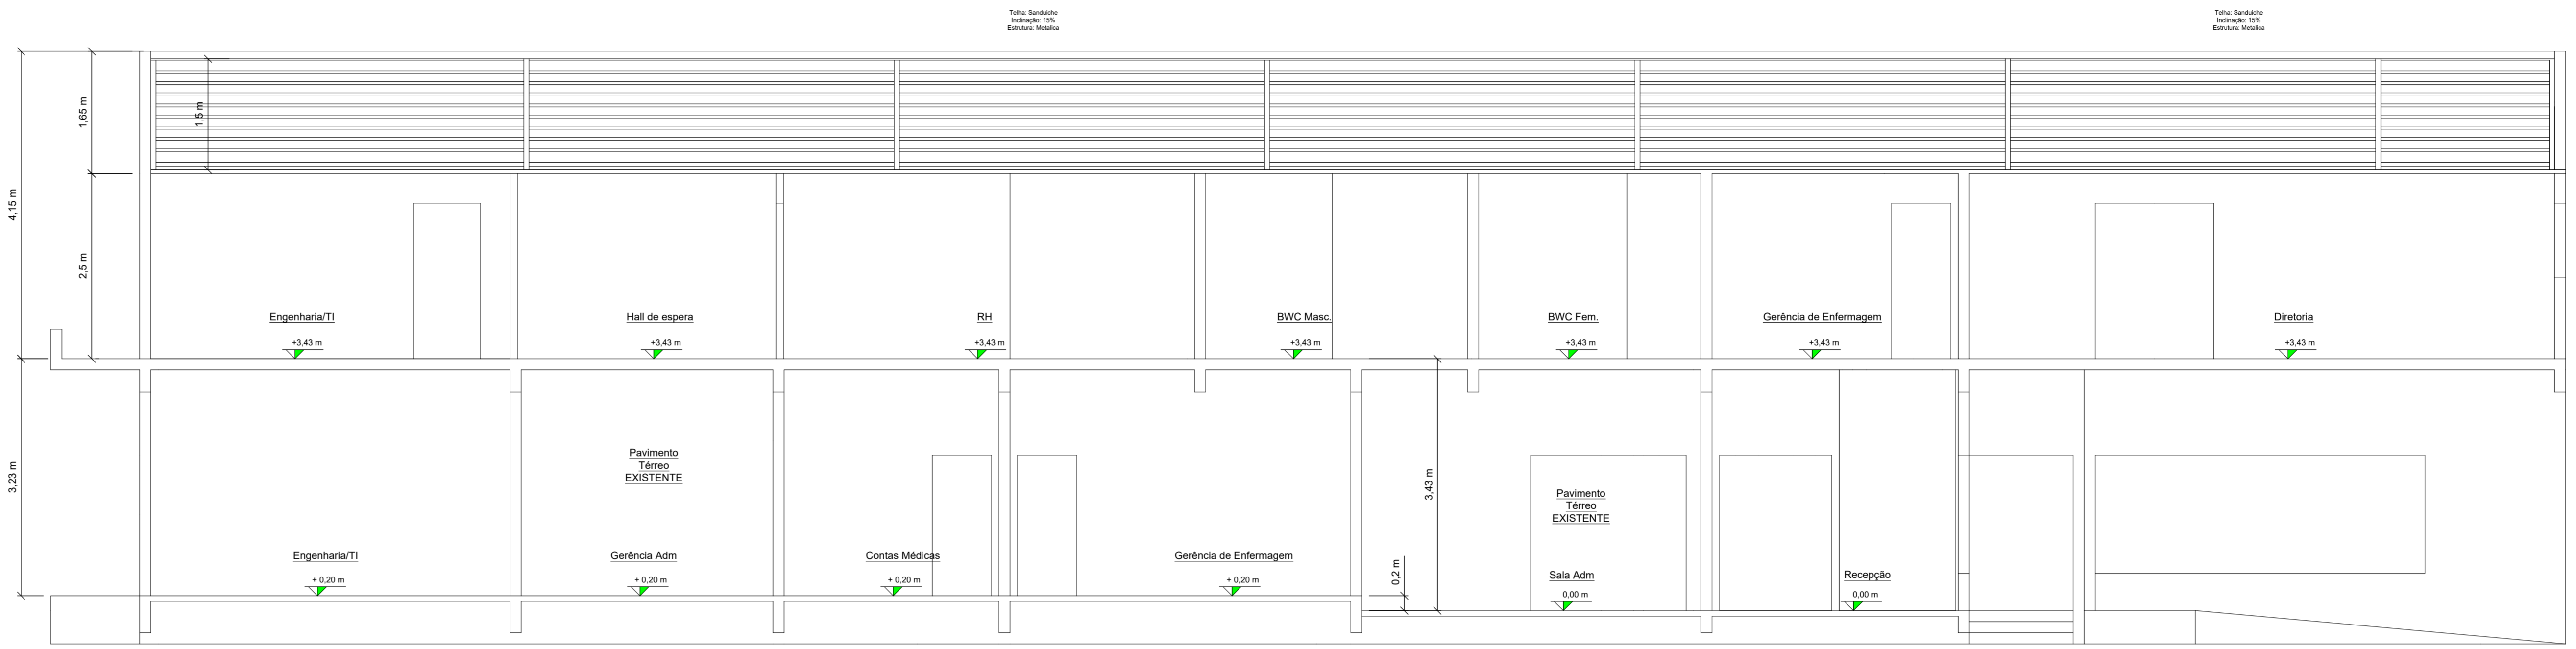 Telha: Sanduiche
Inclinação: 15%
Estrutura: Metalica
Telha: Sanduiche
Inclinação: 15%
Estrutura: Metalica
1,65 m
1,5 m
4,15 m
2,5 m
Engenharia/TI
Hall de espera
RH
BWC Masc.
BWC Fem.
Gerência de Enfermagem
Diretoria
+3,43 m
+3,43 m
+3,43 m
+3,43 m
+3,43 m
+3,43 m
+3,43 m
3,23 m
Pavimento
Térreo
EXISTENTE
3,43 m
Pavimento
Térreo
EXISTENTE
Engenharia/TI
Gerência Adm
Contas Médicas
Gerência de Enfermagem
0,2 m
Sala Adm
Recepção
+ 0,20 m
+ 0,20 m
+ 0,20 m
+ 0,20 m
0,00 m
0,00 m